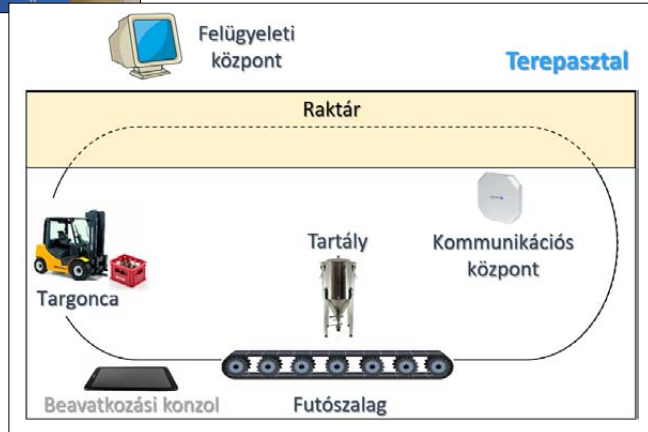 Felügyeleti
központ
Terepasztal
Raktár
Targonca
Tartály
Kommunikációs
központ
Beavatkozási konzol
Futószalag